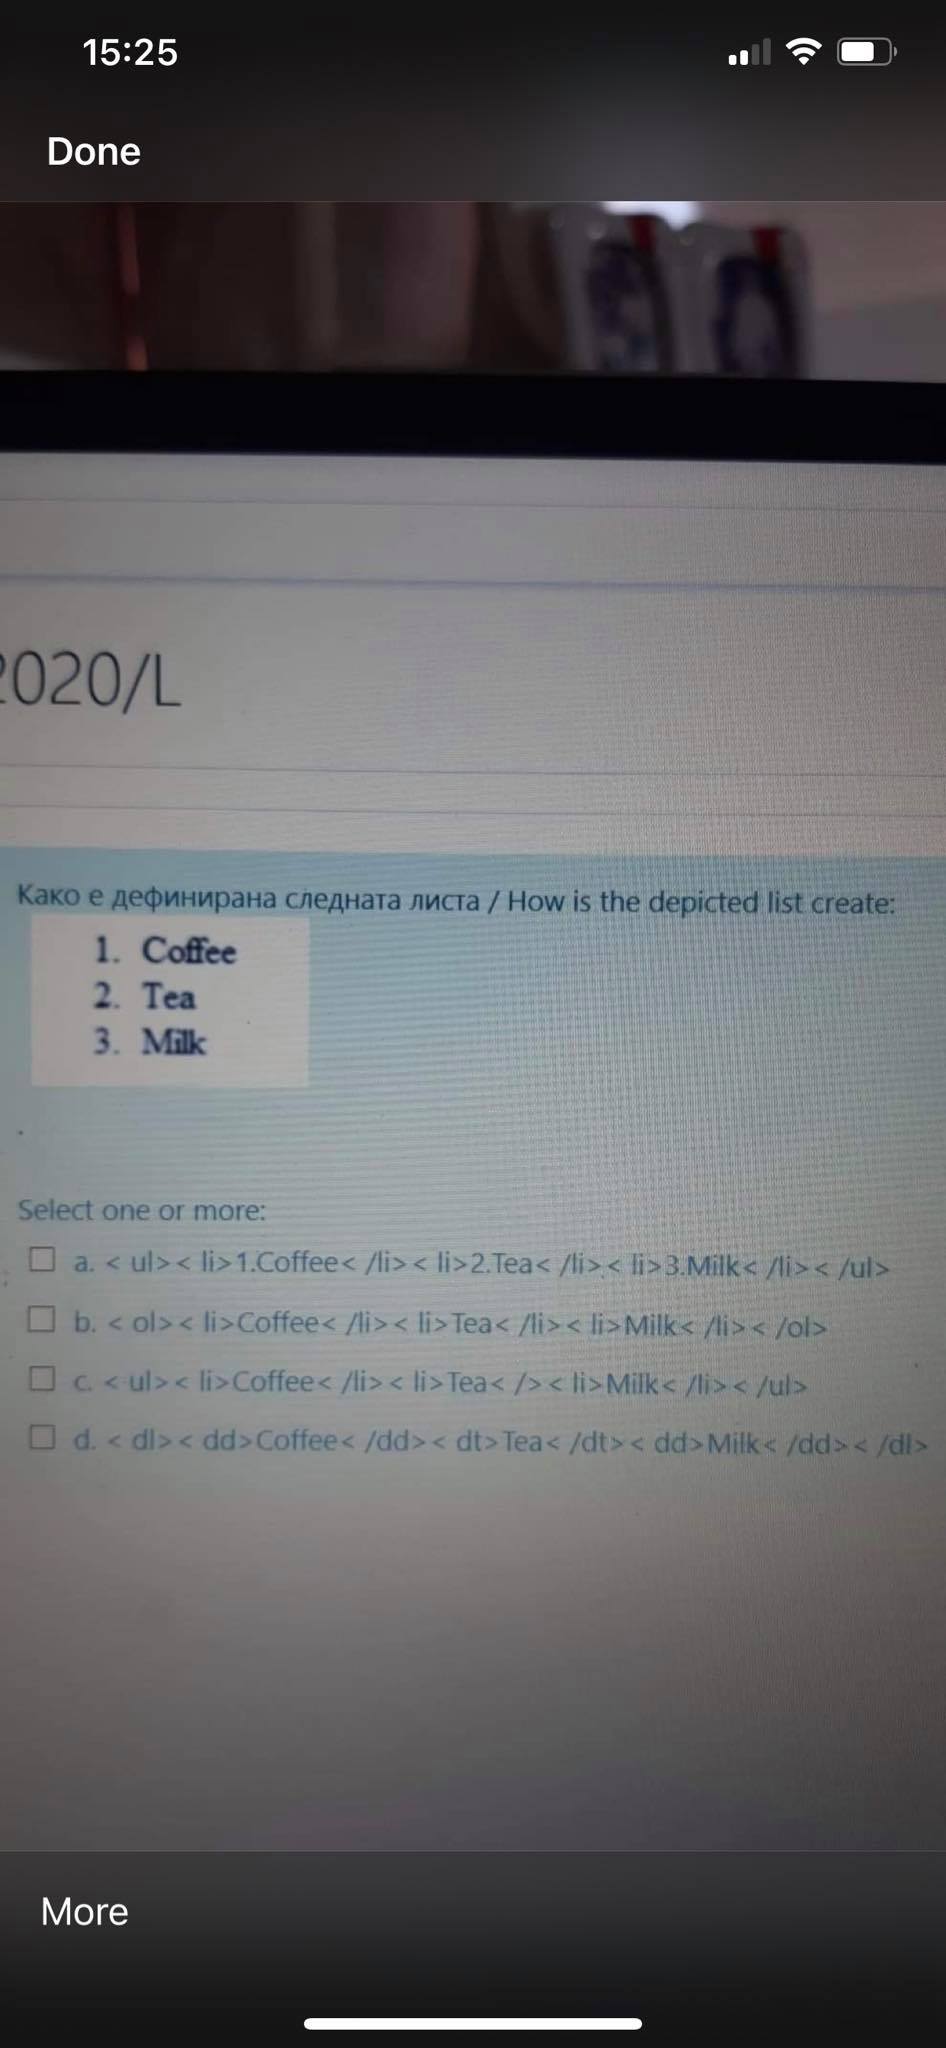 15:25
Done
2020/L
Како е дефинирана следната листа / How is the depicted list create:
1. Coffee
2. Tea
3. Milk
Select one or more:
a. < ul>< li>1.Coffee< /li>< li>2.Tea< /li>< li>3.Milk< /li>< /ul>
b. < ol>< li>Coffee< /li>< li>Tea< /li>< li>Milk< /li>< /ol>
c. < ul>< li>Coffee< /li>< li>Tea< />< li>Milk< /li>< /ul>
d. < dl>< dd>Coffee< /dd>< dt>Tea< /dt>< dd>Milk< /dd>< /dl>
More